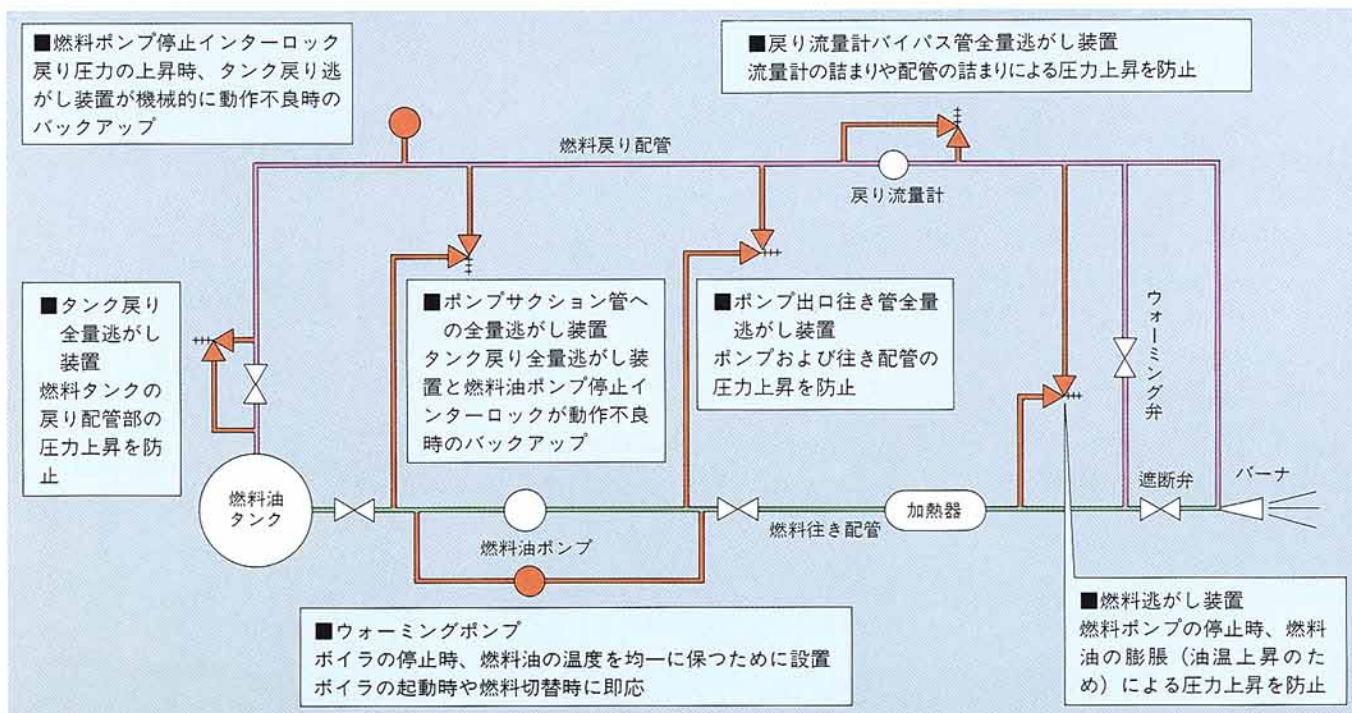 ■燃料ポンプ停止インターロック
戻り圧力の上昇時、タンク戻り逃
がし装置が機械的に動作不良時の
バックアップ
■戻り流量計バイパス管全量逃がし装置
流量計の詰まりや配管の詰まりによる圧力上昇を防止
燃料戻り配管
戻り流量計
■タンク戻り
全量逃がし
装置
燃料タンクの
戻り配管部の
圧力上昇を防
止
■ポンプサクション管へ
の全量逃がし装置
タンク戻り全量逃がし装
置と燃料油ポンプ停止イ
ンターロックが動作不良
時のバックアップ
■ポンプ出口往き管全量
逃がし装置
ポンプおよび往き配管の
圧力上昇を防止
ウォーミング弁
燃料油
タンク
燃料油ポンプ
燃料往き配管
加熱器
遮断弁
バーナ
■ウォーミングポンプ
ボイラの停止時、燃料油の温度を均一に保つために設置
ボイラの起動時や燃料切替時に即応
■燃料逃がし装置
燃料ポンプの停止時、燃料
油の膨脹（油温上昇のた
め）による圧力上昇を防止